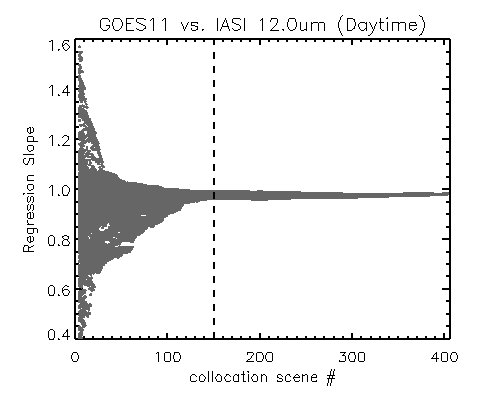 GOES11 vs. IASI 12.0um (Daytime)
1.6
1.4
1.2
1.0
0.8
0.6
0.4
Regression Slope
0 100 200 300 400
collocation scene #